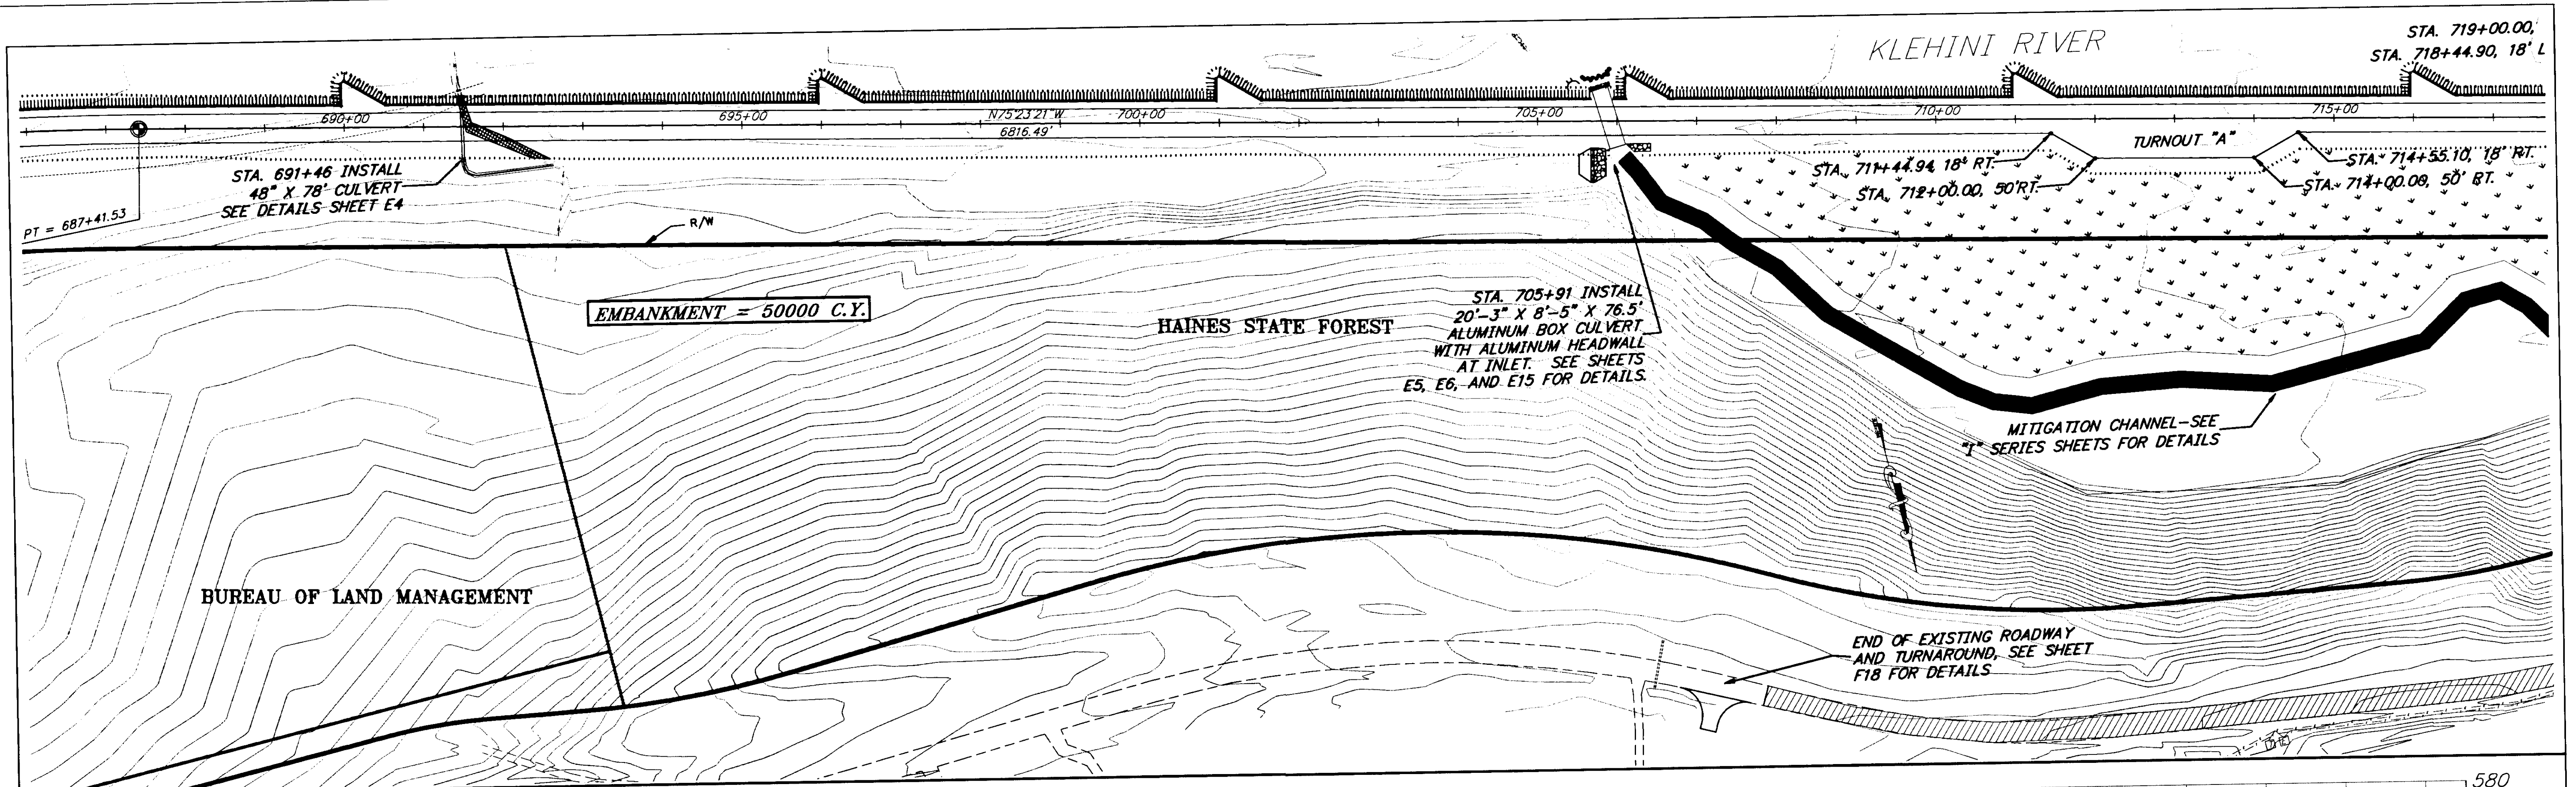 KLEHINI RIVER
STA. 719+00.00,
STA. 718+44.90, 18' L
690+00
695+00
N75°23'21"W
6816.49'
700+00
705+00
710+00
715+00
TURNOUT "A"
STA. 711+44.94, 18' RT.
STA. 712+00.00, 50'RT.
STA. 714+55.10, 18' RT.
STA. 714+00.00, 50' RT.
STA. 691+46 INSTALL
48" X 78' CULVERT
SEE DETAILS SHEET E4
PT = 687+41.53
R/W
EMBANKMENT = 50000 C.Y.
HAINES STATE FOREST
STA. 705+91 INSTALL
20'-3" X 8'-5" X 76.5'
ALUMINUM BOX CULVERT
WITH ALUMINUM HEADWALL
AT INLET. SEE SHEETS
E5, E6, AND E15 FOR DETAILS.
MITIGATION CHANNEL-SEE
"I" SERIES SHEETS FOR DETAILS
BUREAU OF LAND MANAGEMENT
END OF EXISTING ROADWAY
AND TURNAROUND, SEE SHEET
F18 FOR DETAILS
580